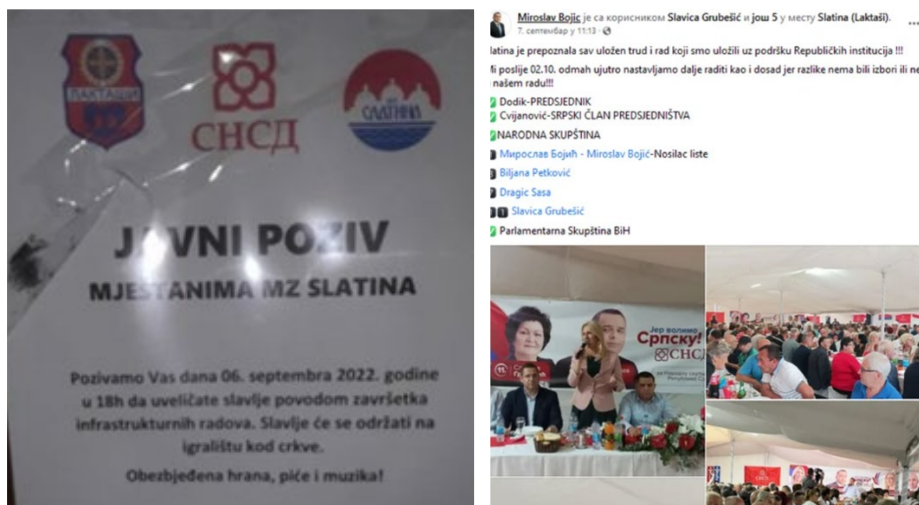 ЛАКТАШИ
СНСД
СЛАТИНА
JAVNI POZIV
MJEŠTANIMA MZ SLATINA
Pozivamo Vas dana 06. septembra 2022. godine
u 18h da uveličate slavlje povodom završetka
infrastrukturnih radova. Slavlje će se održati na
igralištu kod crkve.
Obezbjeđena hrana, piće i muzika!
Miroslav Bojic је са корисником Slavica Grubešić и још 5 у месту Slatina (Laktaši).
7. септембар у 11:13
je prepoznala sav uložen trud i rad koji smo uložili uz podršku Republičkih institucija !!!
poslije 02.10. odmah ujutro nastavljamo dalje raditi kao i dosad jer razlike nema bili izbori ili ne
našem radu!!!
Dodik-PREDSJEDNIK
Cvijanović-SRPSKI ČLAN PREDSJEDNIŠTVA
NARODNA SKUPŠTINA
Мирослав Бојић - Miroslav Bojić-Nosilac liste
Biljana Petković
Dragic Sasa
Slavica Grubešić
Parlamentarna Skupština BiH
Јер волимо
Српску!
СНСД
СНСД